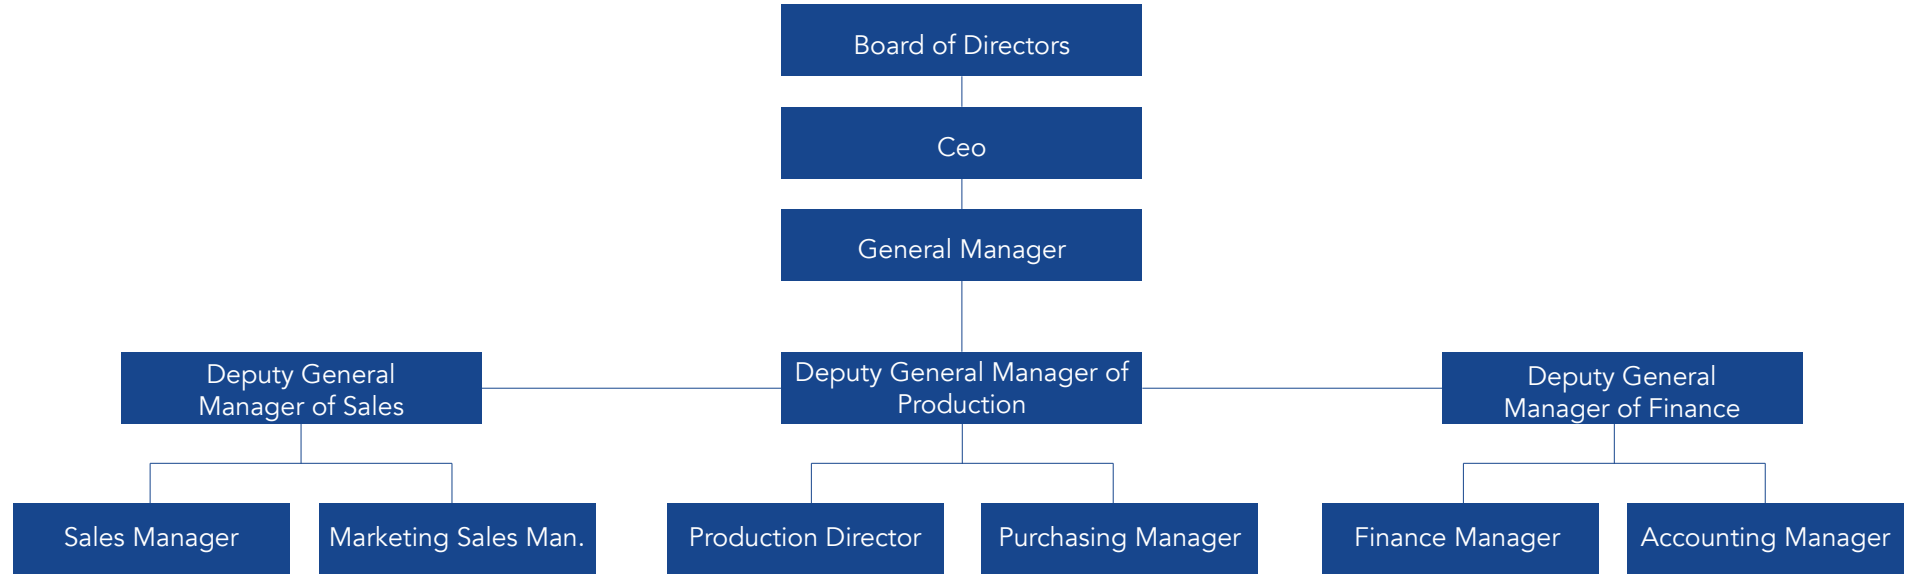 Board of Directors
Ceo
General Manager
Deputy General
Manager of Sales
Deputy General Manager of
Production
Deputy General
Manager of Finance
Sales Manager
Marketing Sales Man.
Production Director
Purchasing Manager
Finance Manager
Accounting Manager